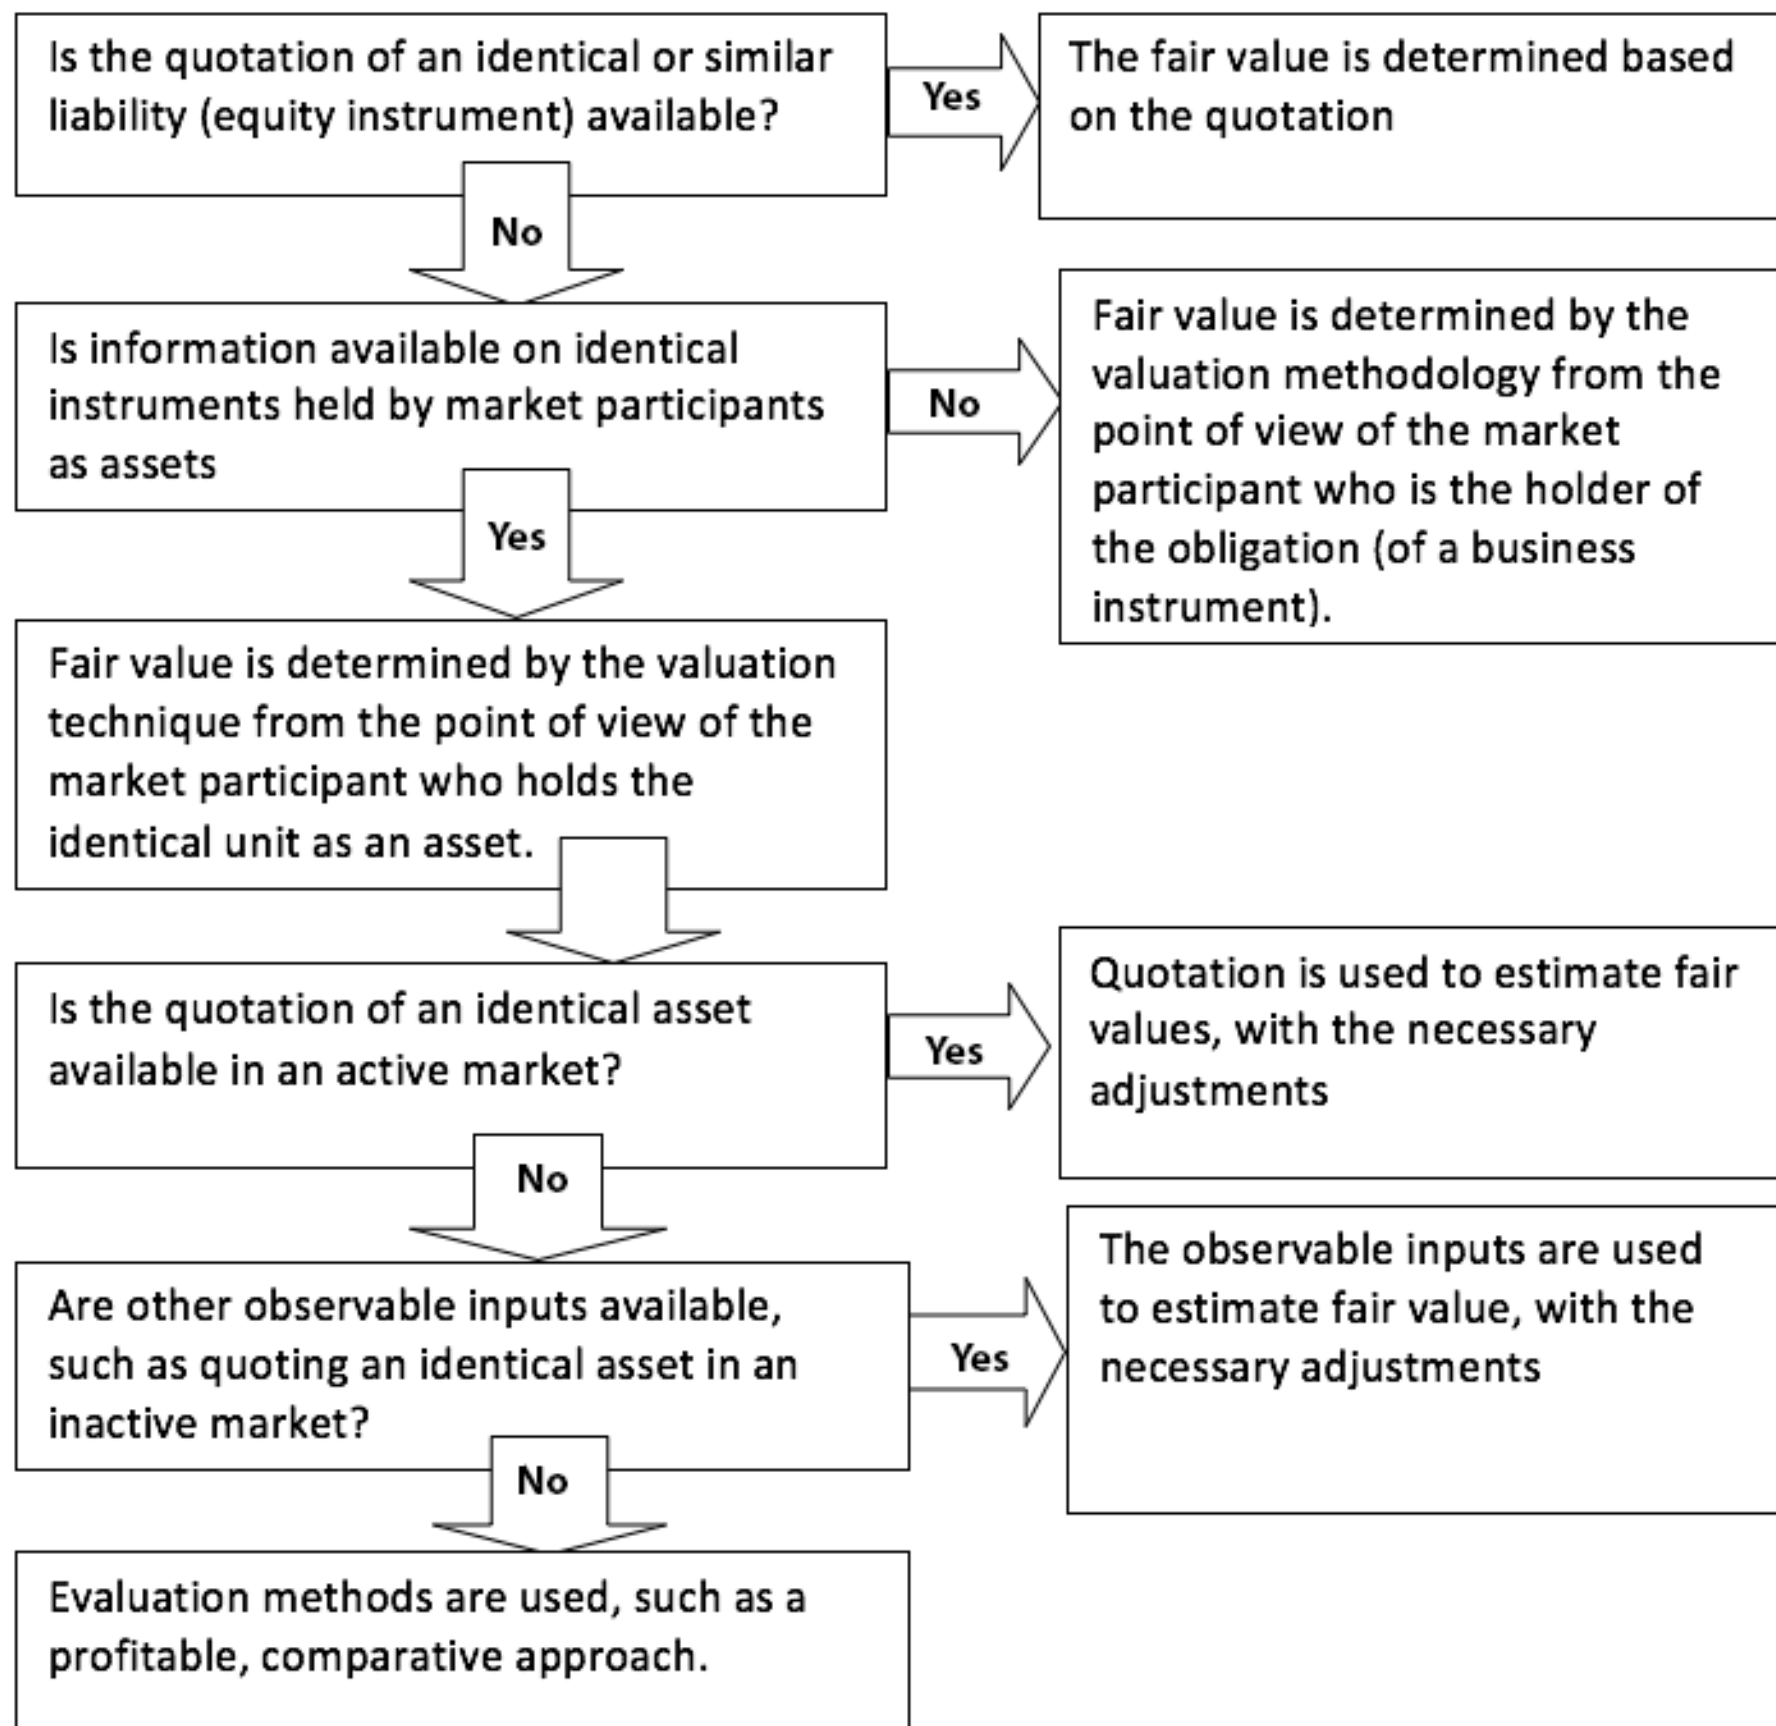 Is the quotation of an identical or similar
liability (equity instrument) available?
Yes
The fair value is determined based
on the quotation
No
Is information available on identical
instruments held by market participants
as assets
No
Fair value is determined by the
valuation methodology from the
point of view of the market
participant who is the holder of
the obligation (of a business
instrument).
Yes
Fair value is determined by the valuation
technique from the point of view of the
market participant who holds the
identical unit as an asset.
Is the quotation of an identical asset
available in an active market?
Yes
Quotation is used to estimate fair
values, with the necessary
adjustments
No
Are other observable inputs available,
such as quoting an identical asset in an
inactive market?
Yes
The observable inputs are used
to estimate fair value, with the
necessary adjustments
No
Evaluation methods are used, such as a
profitable, comparative approach.